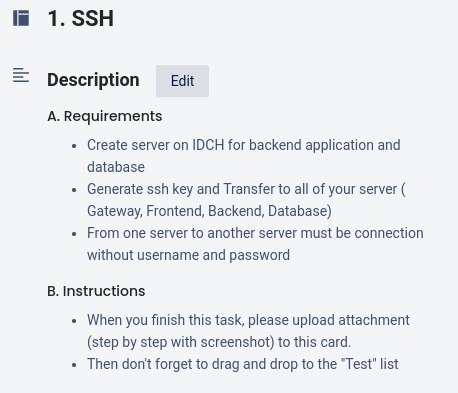 1. SSH
Description
Edit
A. Requirements
• Create server on IDCH for backend application and
database
• Generate ssh key and Transfer to all of your server (
Gateway, Frontend, Backend, Database)
• From one server to another server must be connection
without username and password
B. Instructions
• When you finish this task, please upload attachment
(step by step with screenshot) to this card.
• Then don't forget to drag and drop to the "Test" list